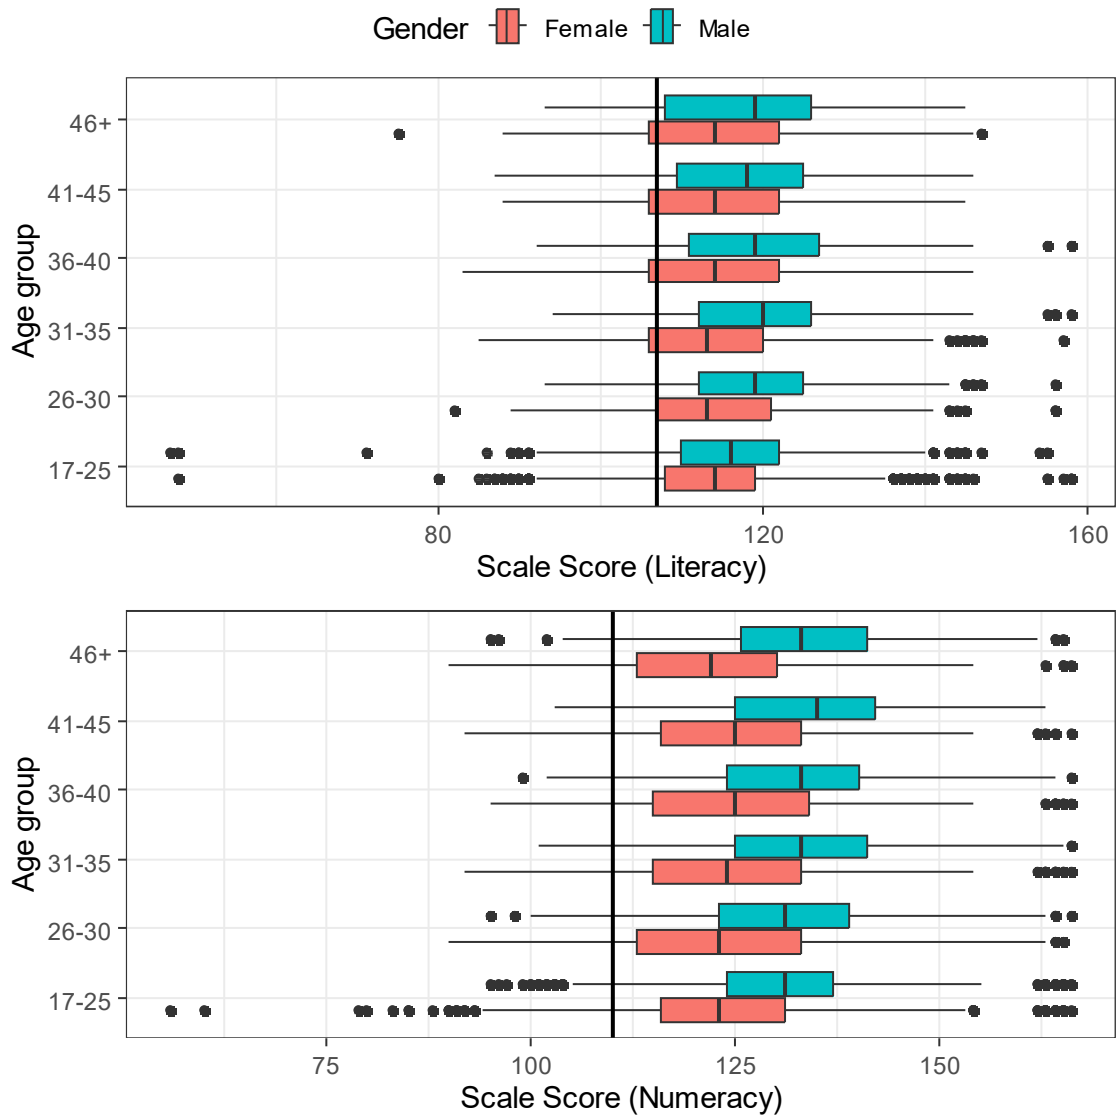 Gender Female Male
46+
41-45
36-40
31-35
26-30
17-25
Age group
80 120 160
Scale Score (Literacy)
46+
41-45
36-40
31-35
26-30
17-25
Age group
75 100 125 150
Scale Score (Numeracy)